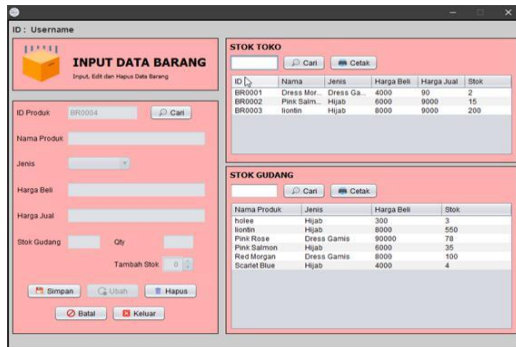 ID : Username
INPUT DATA BARANG
Input, Edit dan Hapus Data Barang
ID Produk BR0004 Cari
Nama Produk
Jenis
Harga Beli
Harga Jual
Stok Gudang Qty
Tambah Stok 0
Simpan Ubah Hapus
Batal Keluar
STOK TOKO
Cari Cetak
ID Nama Jenis Harga Beli Harga Jual Stok
BR0001 Dress Mor... Dress Ga... 4000 90 2
BR0002 Pink Salm... Hijab 6000 9000 15
BR0003 liontin Hijab 8000 9000 200
STOK GUDANG
Cari Cetak
Nama Produk Jenis Harga Beli Stok
holee Hijab 300 3
liontin Hijab 8000 550
Pink Rose Dress Gamis 90000 78
Pink Salmon Hijab 6000 35
Red Morgan Dress Gamis 8000 100
Scarlet Blue Hijab 4000 4